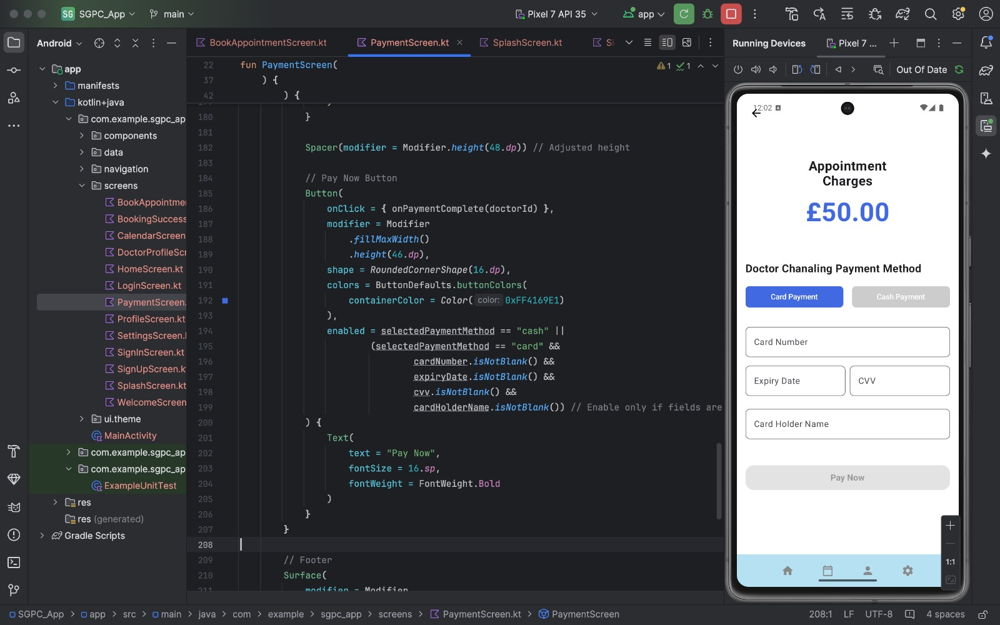 SG SGPC_App main Pixel 7 API 35 app
Android
app
manifests
kotlin+java
com.example.sgpc_ap
components
data
navigation
screens
BookAppointme
BookingSuccess
CalendarScreen
DoctorProfileScr
HomeScreen.kt
LoginScreen.kt
PaymentScreen.
ProfileScreen.kt
SettingsScreen.
SignInScreen.kt
SignUpScreen.kt
SplashScreen.kt
WelcomeScreen
ui.theme
MainActivity
com.example.sgpc_ap
com.example.sgpc_ap
ExampleUnitTest
res
res (generated)
Gradle Scripts
BookAppointmentScreen.kt PaymentScreen.kt SplashScreen.kt Si
1 1
22 fun PaymentScreen(
37 ) {
42 ) {
180 }
181
182 Spacer(modifier = Modifier.height(48.dp)) // Adjusted height
183
184 // Pay Now Button
185 Button(
186 onClick = { onPaymentComplete(doctorId) },
187 modifier = Modifier
188 .fillMaxWidth()
189 .height(46.dp),
190 shape = RoundedCornerShape(16.dp),
191 colors = ButtonDefaults.buttonColors(
192 containerColor = Color( color: 0xFF4169E1)
193 ),
194 enabled = selectedPaymentMethod == "cash" ||
195 (selectedPaymentMethod == "card" &&
196 cardNumber.isNotBlank() &&
197 expiryDate.isNotBlank() &&
198 cvv.isNotBlank() &&
199 cardHolderName.isNotBlank()) // Enable only if fields are
200 ) {
201 Text(
202 text = "Pay Now",
203 fontSize = 16.sp,
204 fontWeight = FontWeight.Bold
205 )
206 }
207 }
208
209 // Footer
210 Surface(
211 modifier = Modifier
Running Devices Pixel 7 ...
Out Of Date
12:02
Appointment
Charges
£50.00
Doctor Chanaling Payment Method
Card Payment Cash Payment
Card Number
Expiry Date CVV
Card Holder Name
Pay Now
1:1
SGPC_App > app > src > main > java > com > example > sgpc_app > screens > PaymentScreen.kt > PaymentScreen
208:1 LF UTF-8 4 spaces